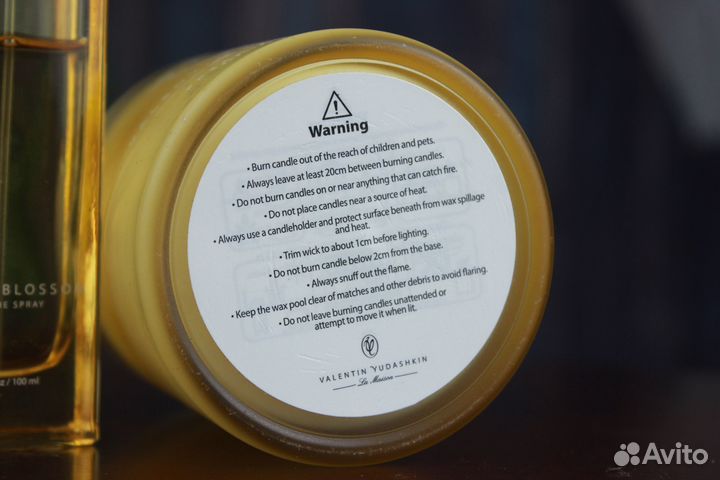 BLOSSOM
SPRAY
/ 100 ml
Warning
• Burn candle out of the reach of children and pets.
• Always leave at least 20cm between burning candles.
• Do not burn candles on or near anything that can catch fire.
• Do not place candles near a source of heat.
• Always use a candleholder and protect surface beneath from wax spillage
and heat.
• Trim wick to about 1cm before lighting.
• Do not burn candle below 2cm from the base.
• Always snuff out the flame.
• Keep the wax pool clear of matches and other debris to avoid flaring.
• Do not leave burning candles unattended or
attempt to move it when lit.
VALENTIN YUDASHKIN
La Maison
Avito